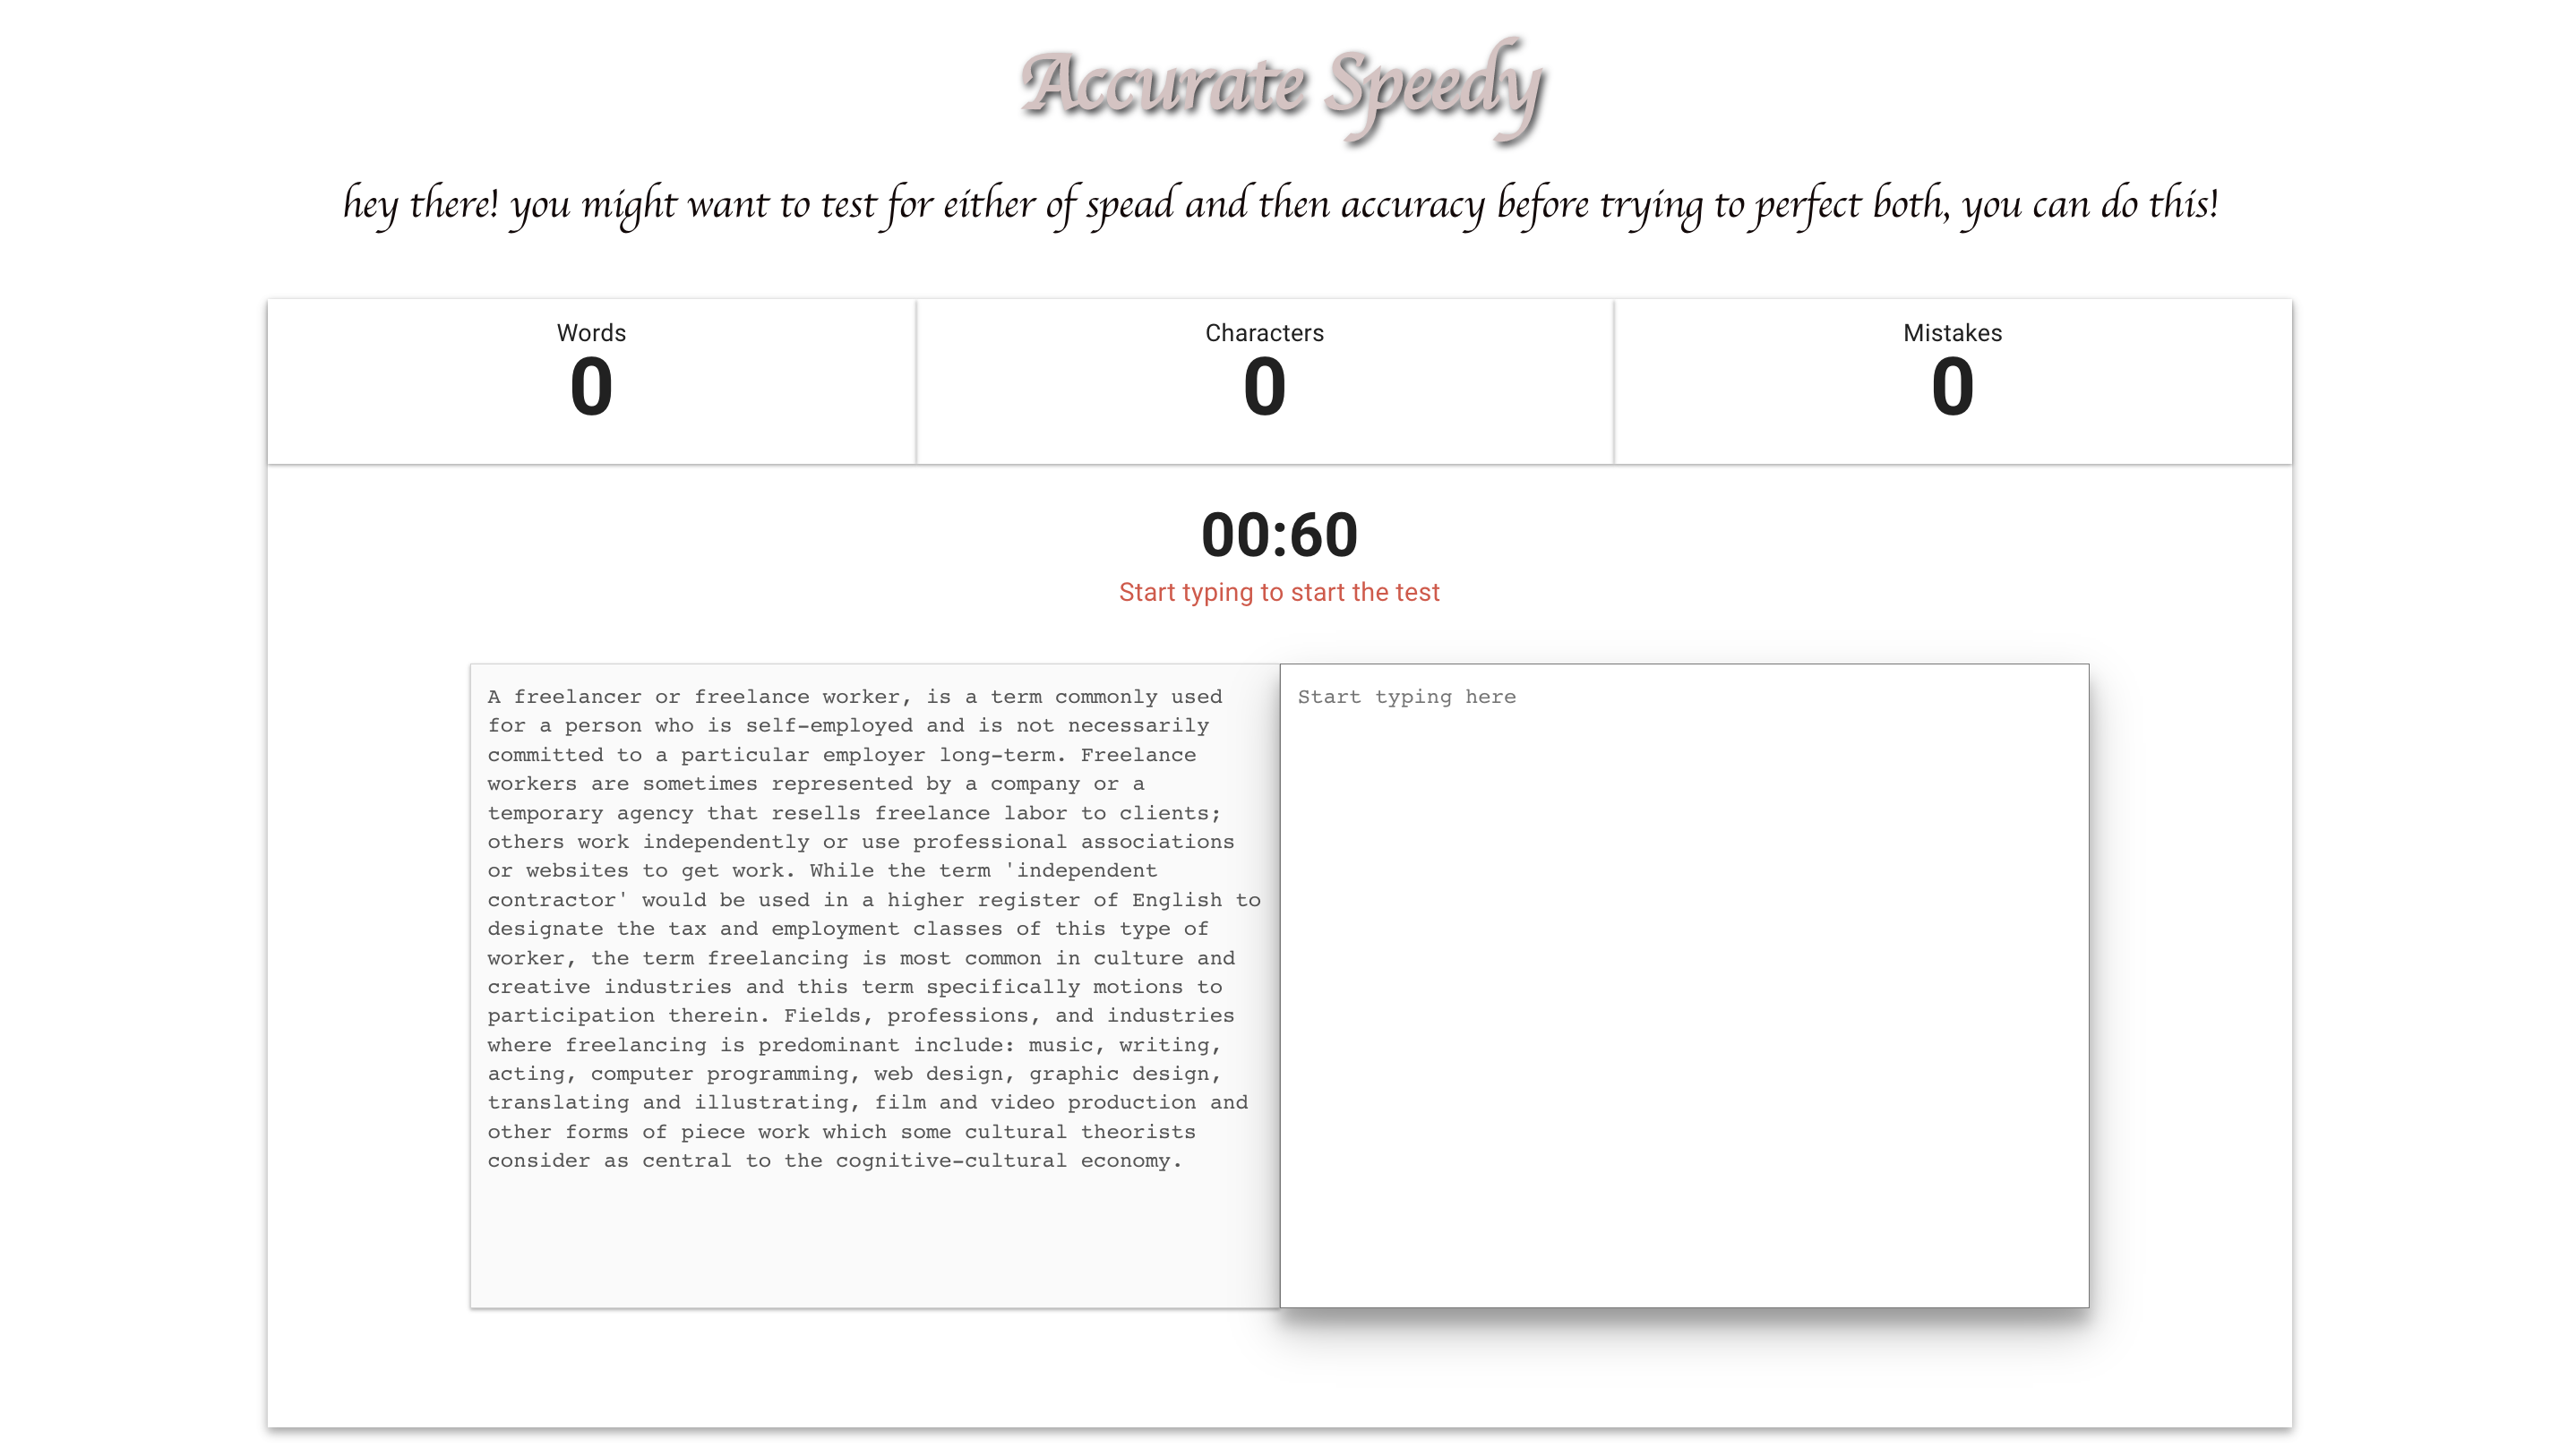 Accurate Speedy
hey there! you might want to test for either of spead and then accuracy before trying to perfect both, you can do this!
Words
0
Characters
0
Mistakes
0
00:60
Start typing to start the test
A freelancer or freelance worker, is a term commonly used
for a person who is self-employed and is not necessarily
committed to a particular employer long-term. Freelance
workers are sometimes represented by a company or a
temporary agency that resells freelance labor to clients;
others work independently or use professional associations
or websites to get work. While the term 'independent
contractor' would be used in a higher register of English to
designate the tax and employment classes of this type of
worker, the term freelancing is most common in culture and
creative industries and this term specifically motions to
participation therein. Fields, professions, and industries
where freelancing is predominant include: music, writing,
acting, computer programming, web design, graphic design,
translating and illustrating, film and video production and
other forms of piece work which some cultural theorists
consider as central to the cognitive-cultural economy.
Start typing here